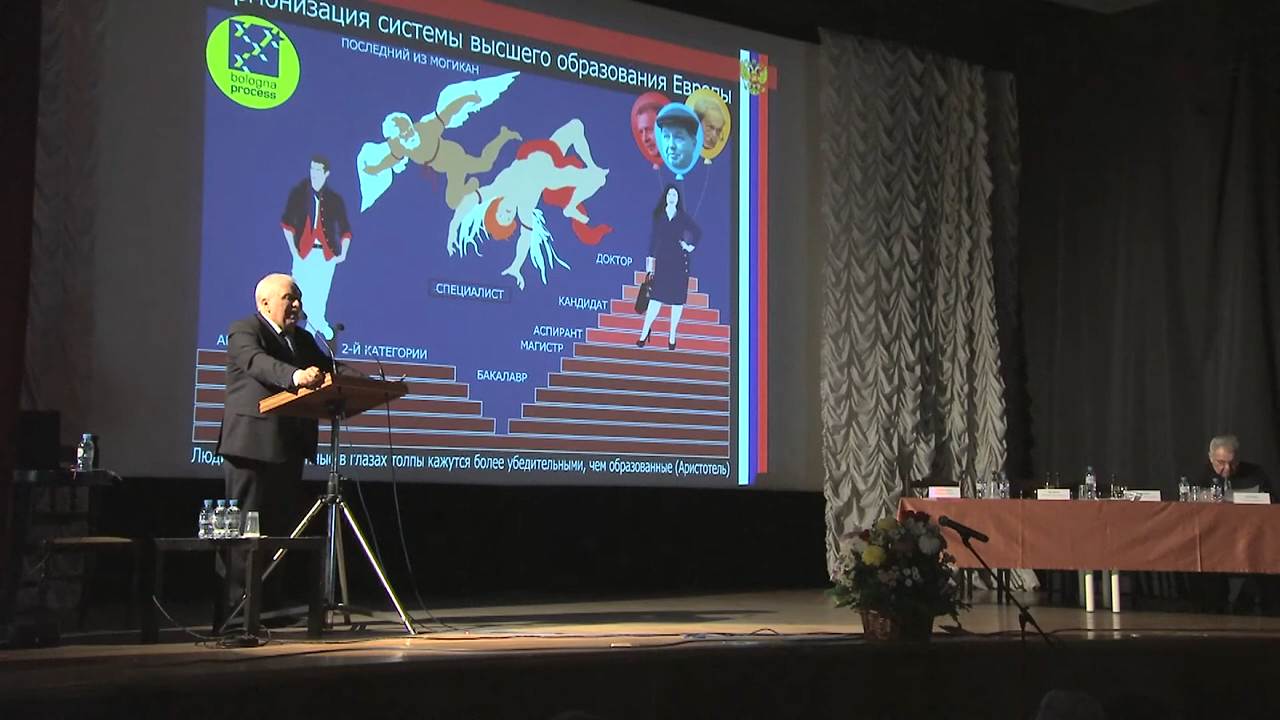 рмонизация системы высшего образования Европы
ПОСЛЕДНИЙ ИЗ МОГИКАН
bologna
process
ДОКТОР
СПЕЦИАЛИСТ
КАНДИДАТ
АСПИРАНТ
МАГИСТР
2-Й КАТЕГОРИИ
БАКАЛАВР
в глазах толпы кажутся более убедительными, чем образованные (Аристотель)